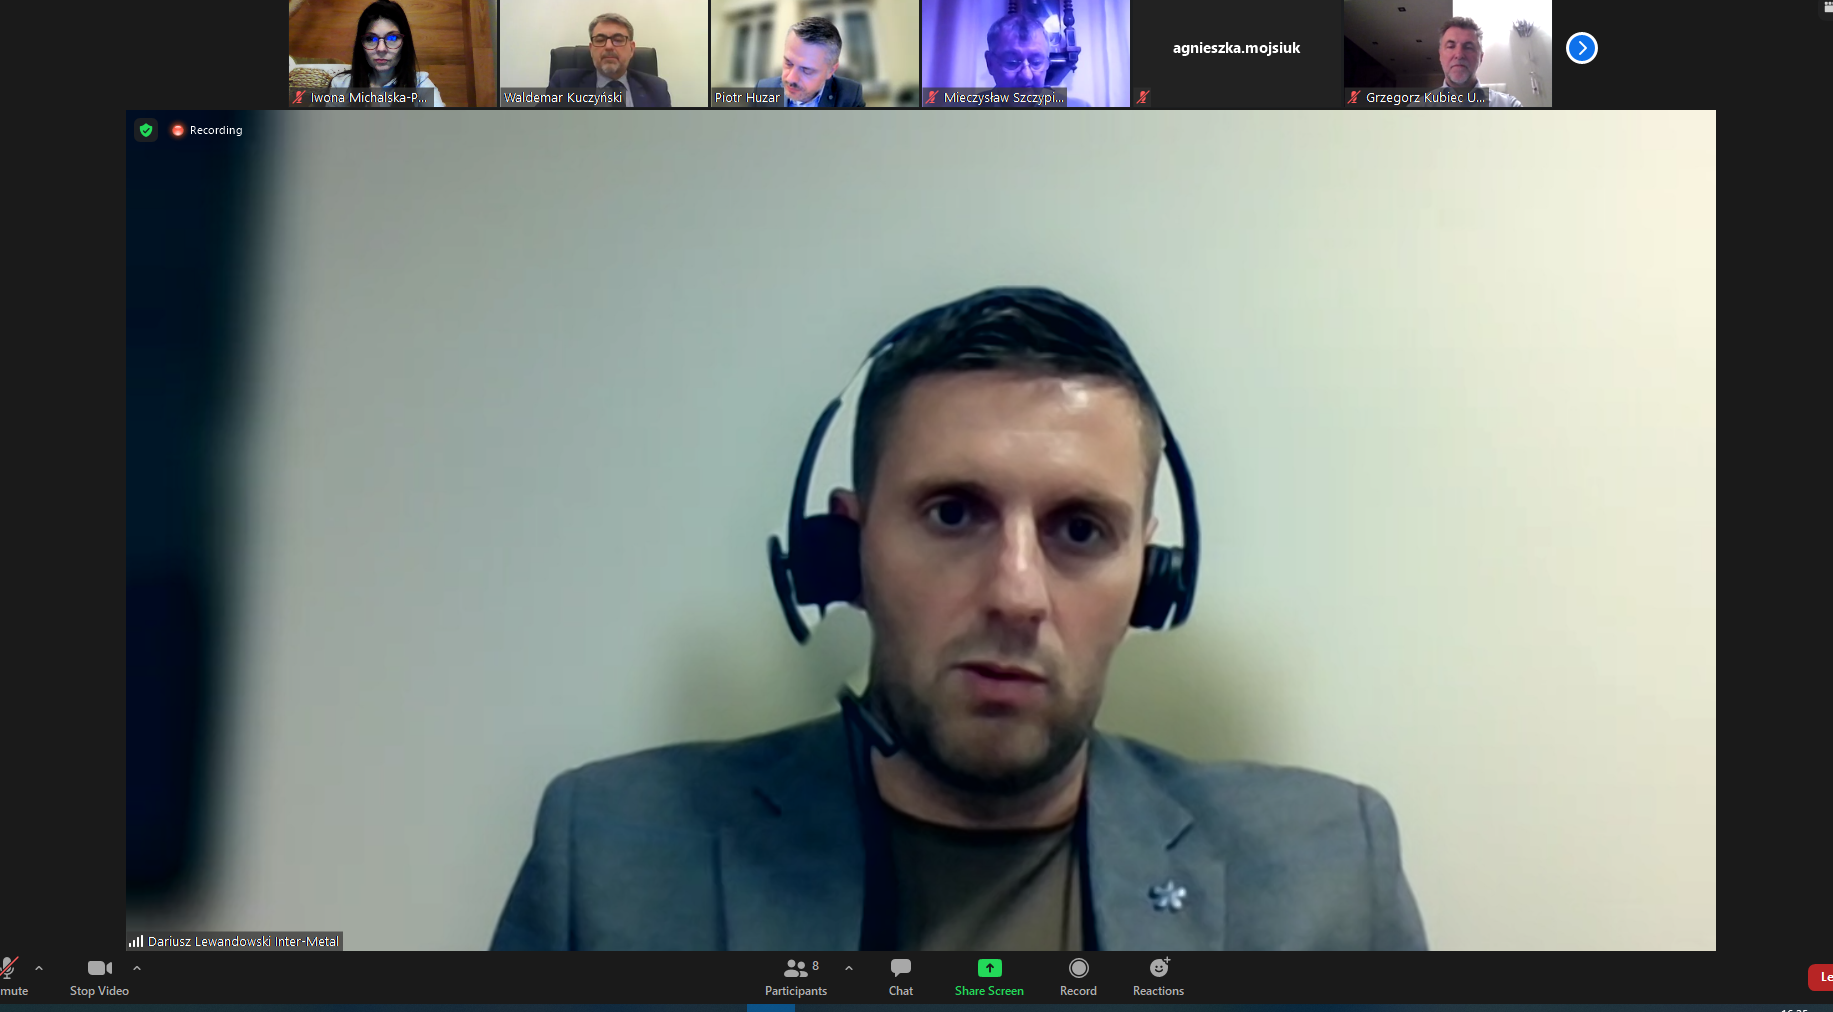 agnieszka.mojsiuk
Iwona Michalska-P...
Waldemar Kuczyński
Piotr Huzar
Mieczysław Szczypi...
Grzegorz Kubiec U...
Recording
Dariusz Lewandowski Inter-Metal
mute
Stop Video
8
Participants
Chat
Share Screen
Record
Reactions
Le